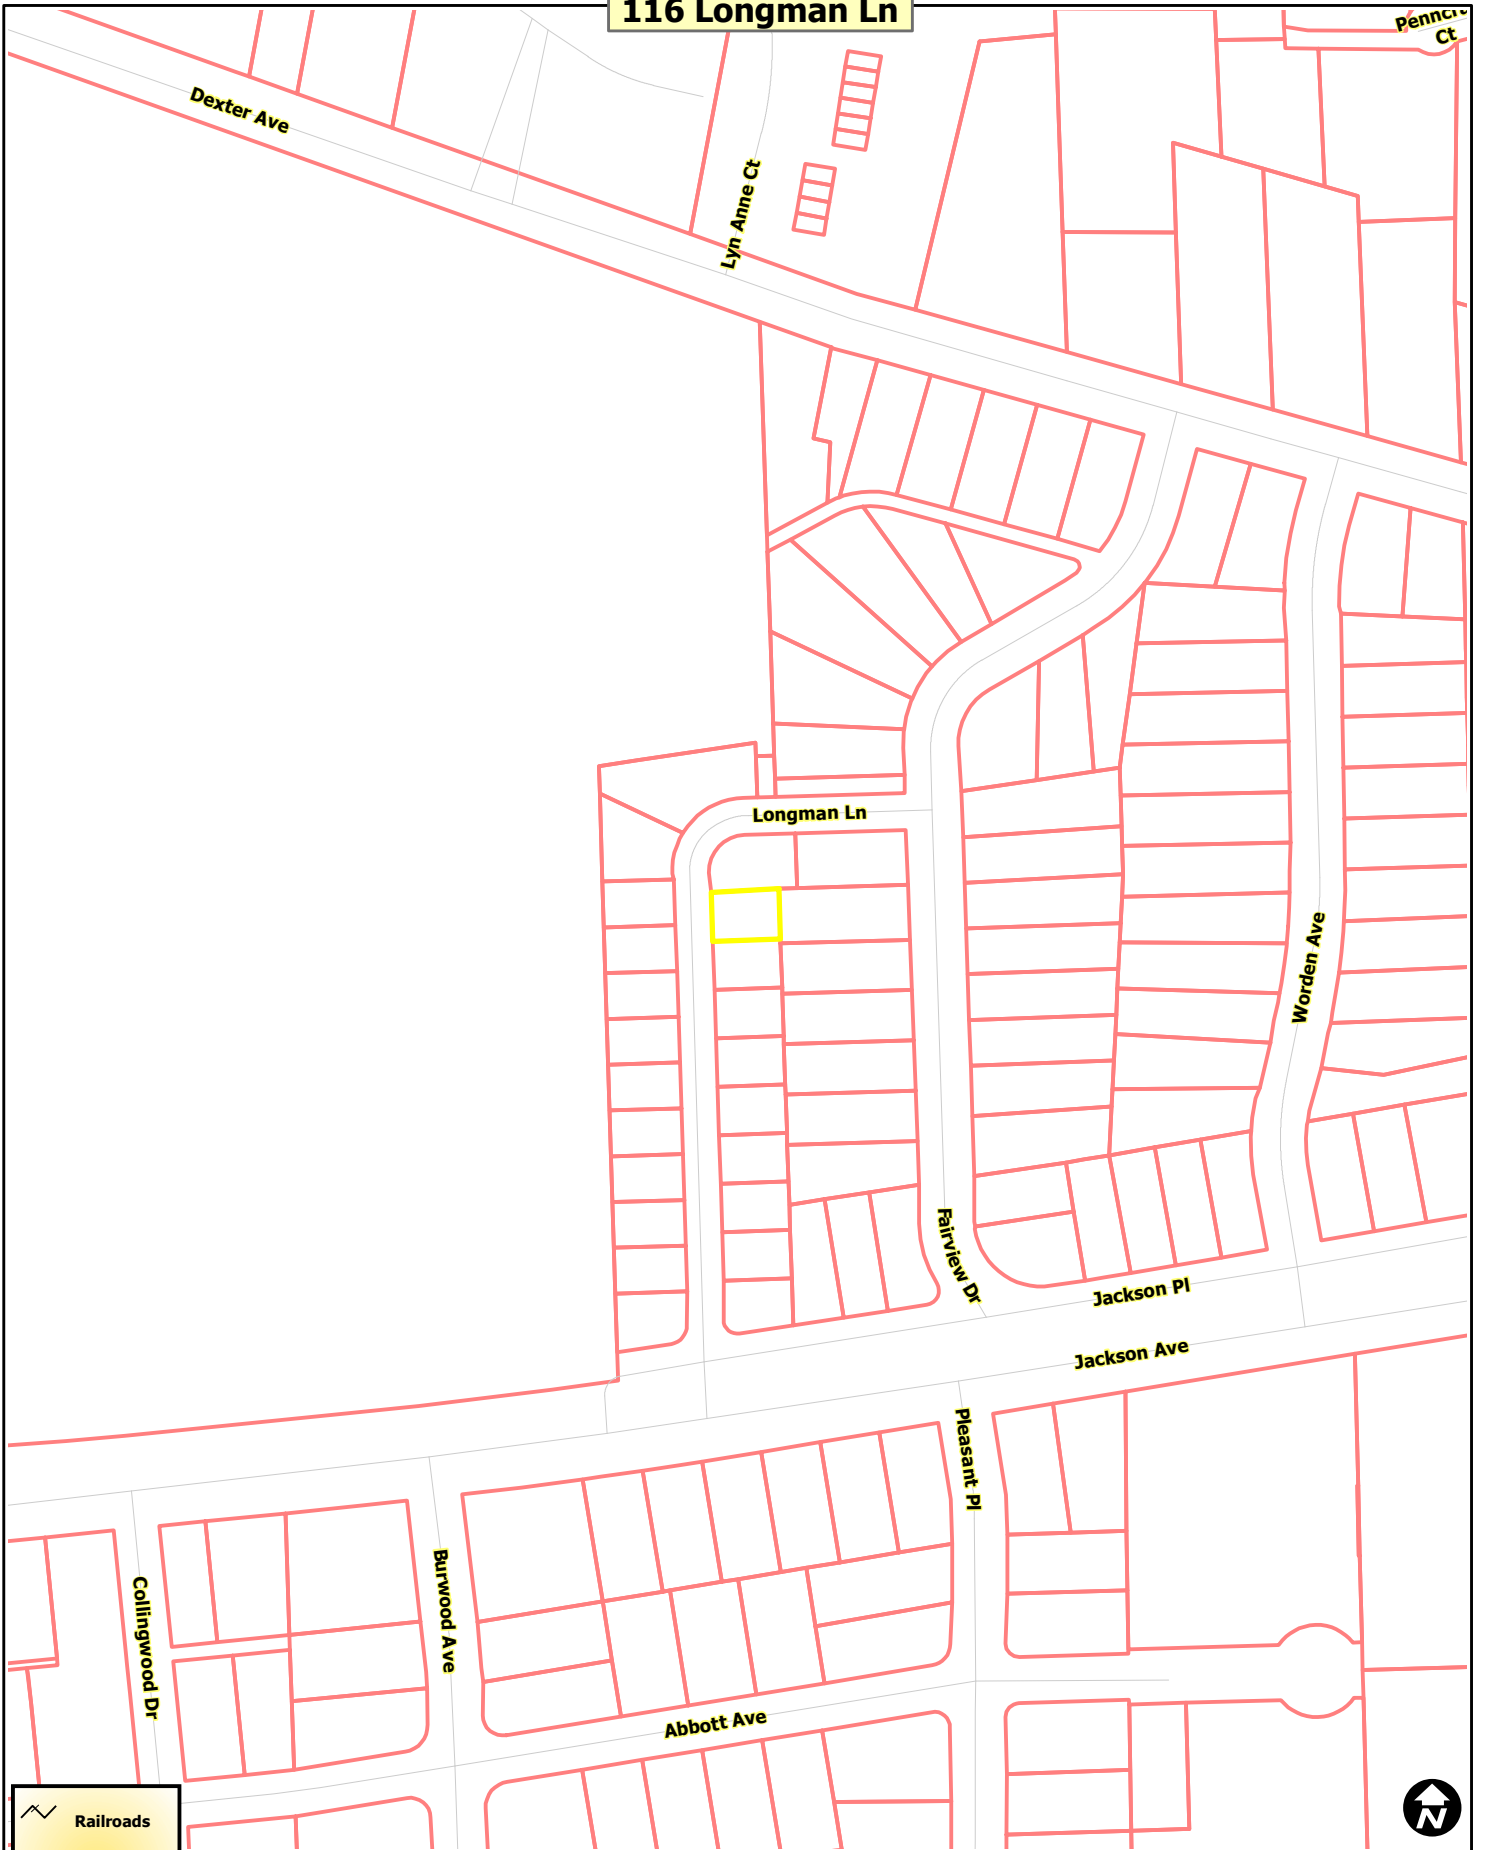 116 Longman Ln
Ct
Dexter Ave
Lyn Anne Ct
Longman Ln
Worden Ave
Fairview Dr
Jackson Pl
Jackson Ave
Pleasant Pl
Burwood Ave
Collingwood Dr
Abbott Ave
Railroads
N